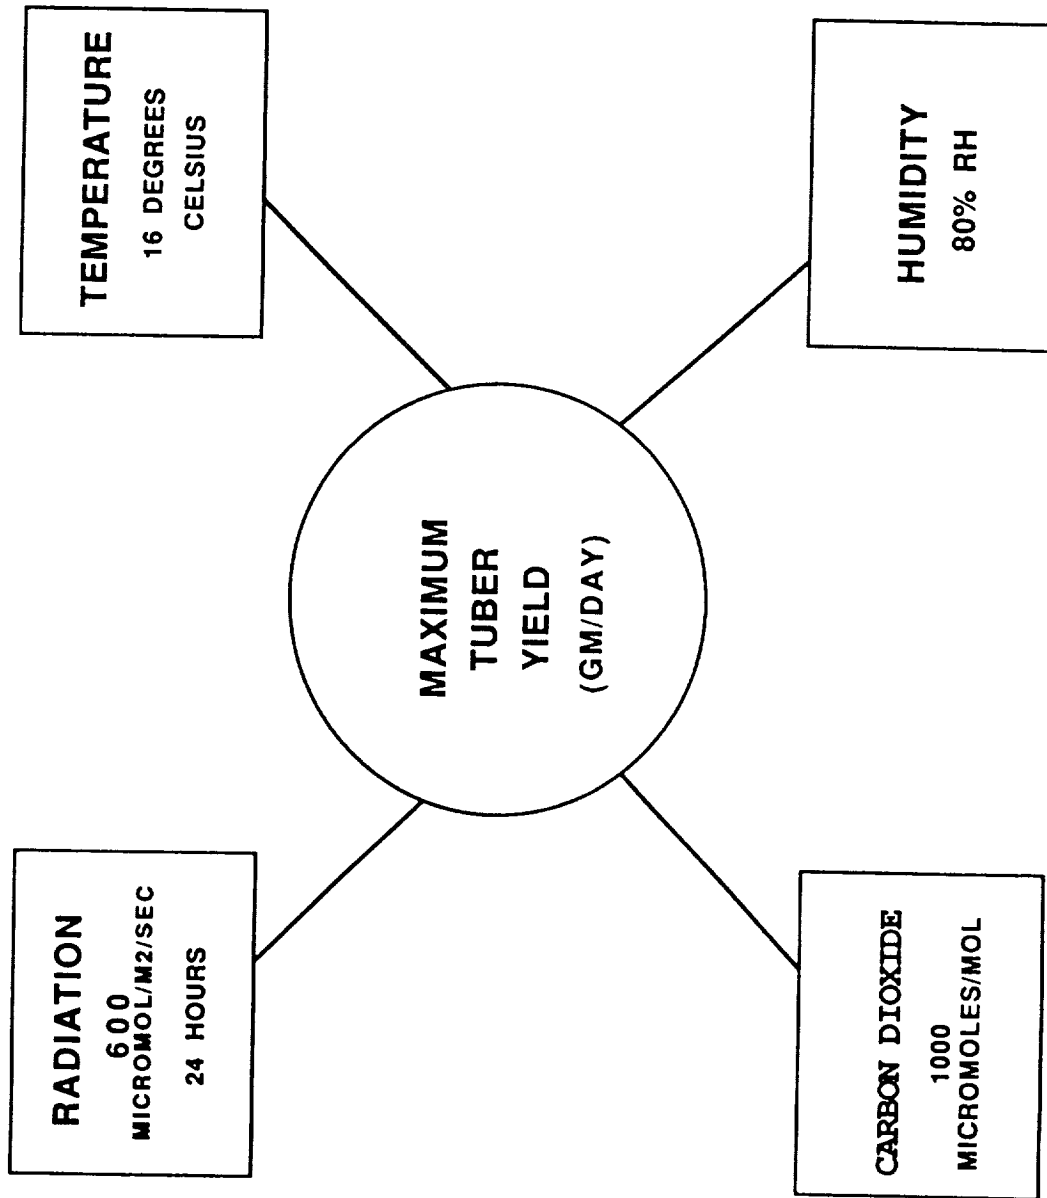 RADIATION
600
MICROMOL/M2/SEC
24 HOURS
TEMPERATURE
16 DEGREES
CELSIUS
MAXIMUM
TUBER
YIELD
(GM/DAY)
CARBON DIOXIDE
1000
MICROMOLES/MOL
HUMIDITY
80% RH